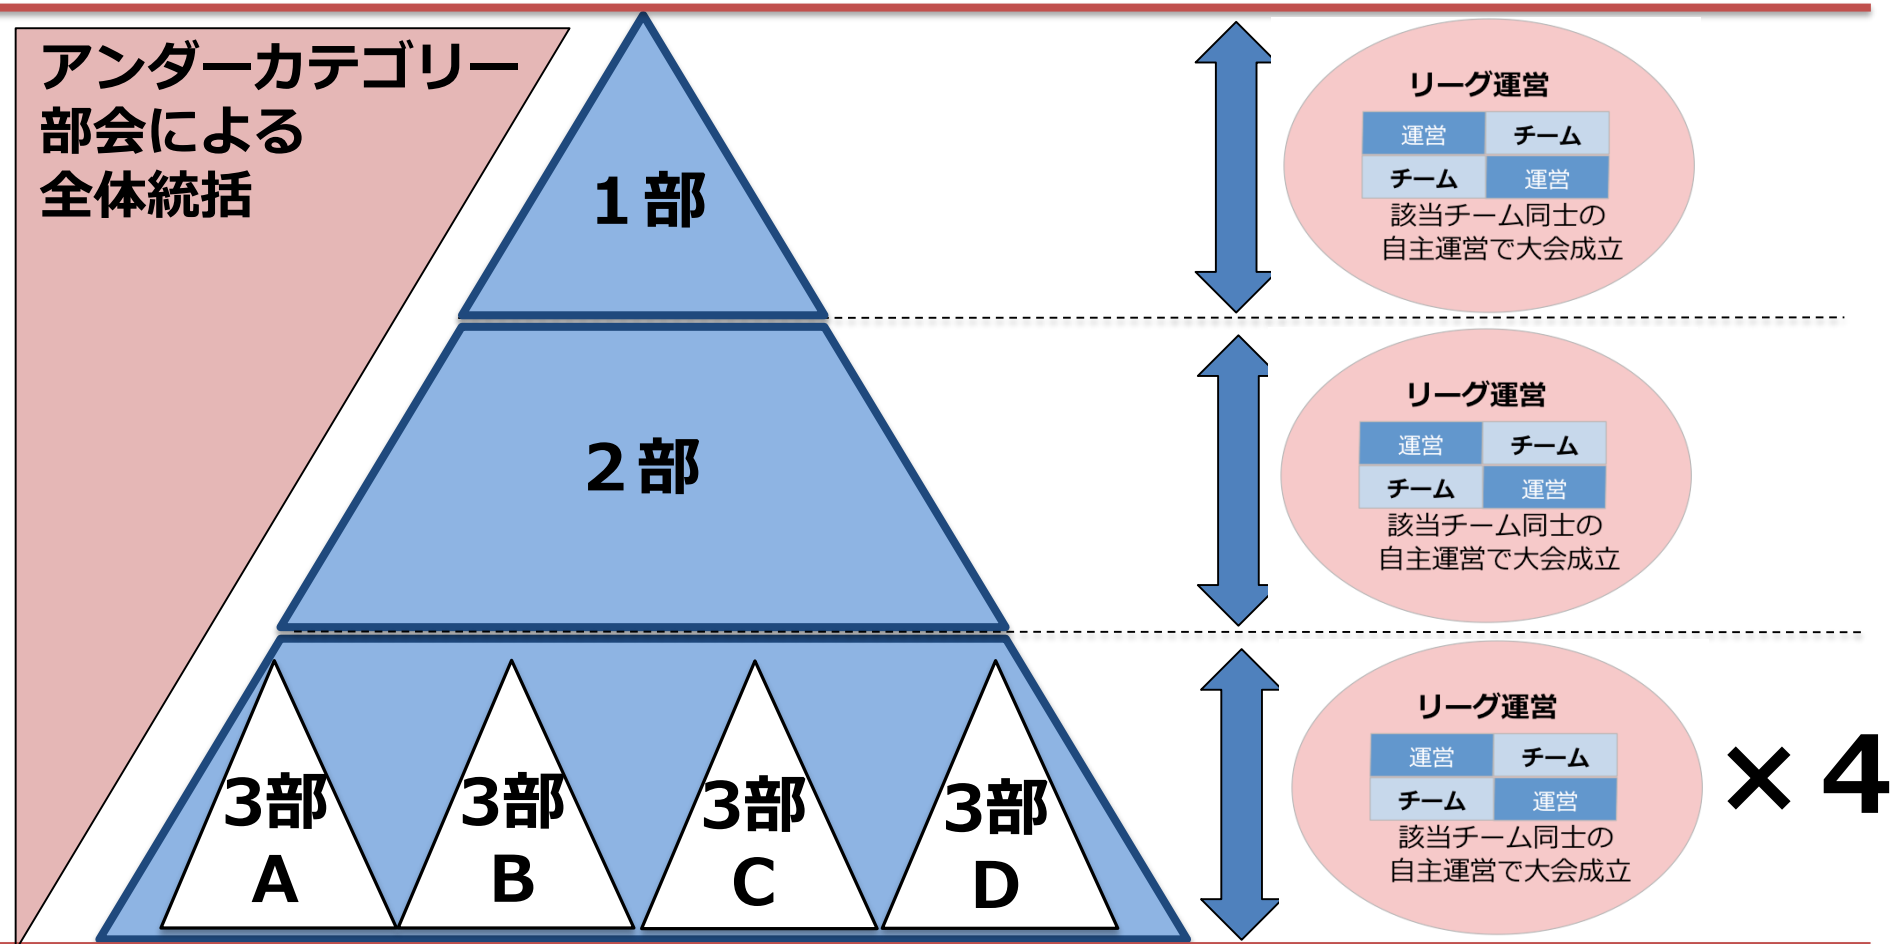 アンダーカテゴリー
部会による
全体統括
１部
２部
3部
A
3部
B
3部
C
3部
D
リーグ運営
運営 チーム
チーム 運営
該当チーム同士の
自主運営で大会成立
リーグ運営
運営 チーム
チーム 運営
該当チーム同士の
自主運営で大会成立
リーグ運営
運営 チーム
チーム 運営
該当チーム同士の
自主運営で大会成立
×４